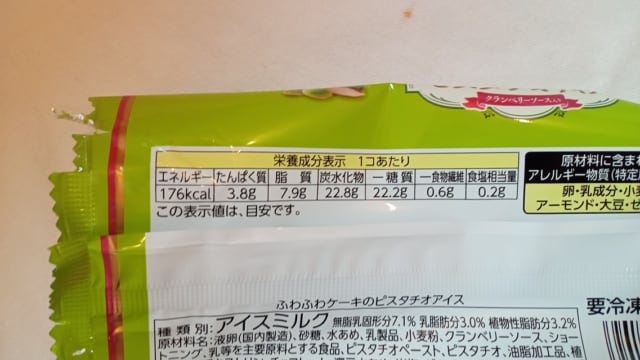 クランベリーソース入り
栄養成分表示 1コあたり
エネルギー たんぱく質 脂質 炭水化物 ー糖質 ー食物繊維 食塩相当量
176kcal 3.8g 7.9g 22.8g 22.2g 0.6g 0.2g
この表示値は、目安です。
原材料に含まれ
アレルギー物質(特定原
卵・乳成分・小麦
アーモンド・大豆・ゼ
ふわふわケーキのピスタチオアイス
要冷凍
種類別:アイスミルク 無脂乳固形分7.1% 乳脂肪分3.0% 植物性脂肪分3.2%
原材料名:液卵(国内製造)、砂糖、水あめ、乳製品、小麦粉、クランベリーソース、ショー
トニング、乳等を主要原料とする食品、ピスタチオペースト、ピスタチオ、油脂加工品、植